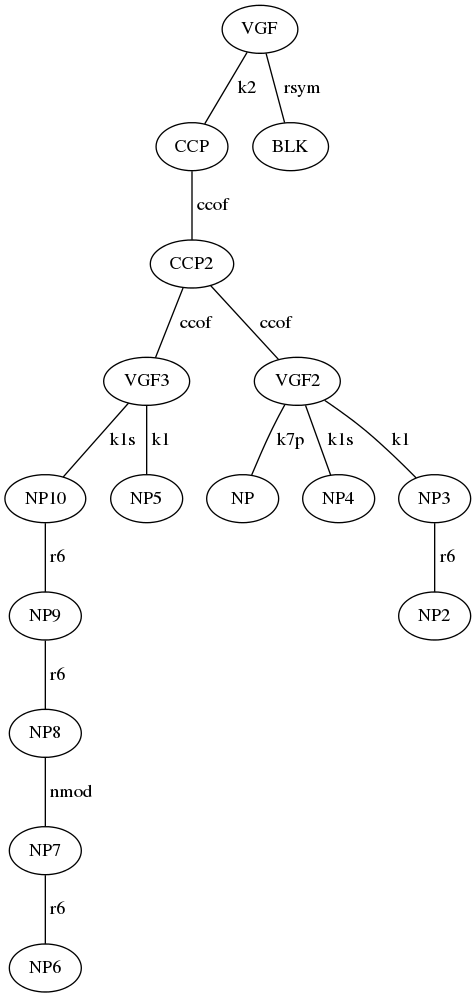 VGF
k2 rsym
CCP BLK
ccof
CCP2
ccof ccof
VGF3 VGF2
k1s k1 k7p k1s k1
NP10 NP5 NP NP4 NP3
r6 r6
NP9 NP2
r6
NP8
nmod
NP7
r6
NP6